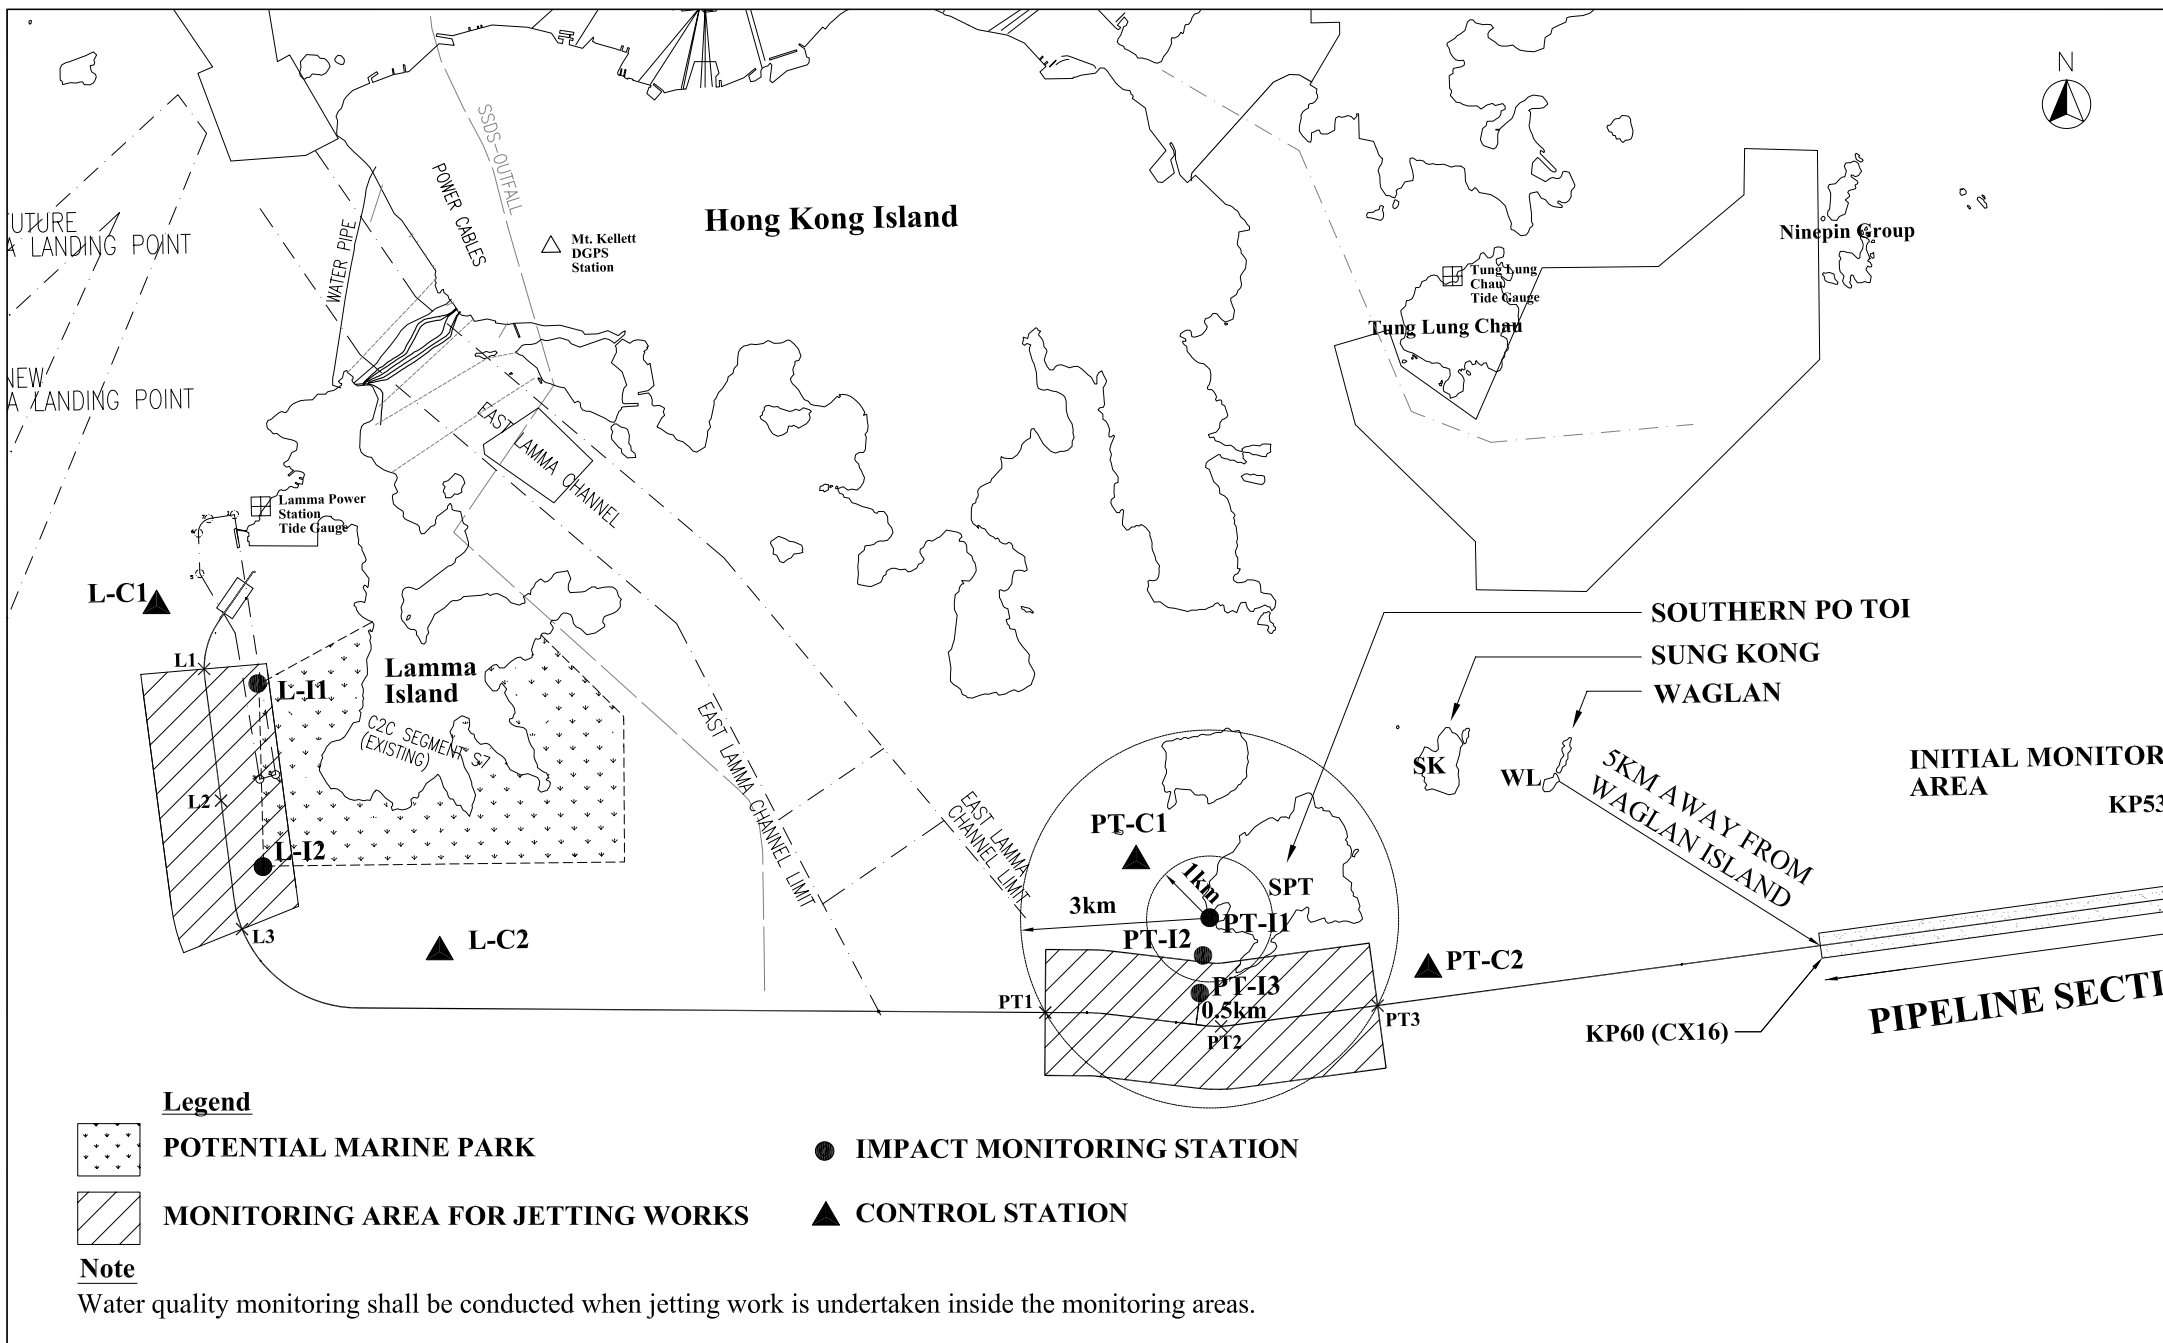 N
SSDS-OUTFALL
POWER CABLES
WATER PIPE
Hong Kong Island
Mt. Kellett
DGPS
Station
UTURE
A LANDING POINT
Ninepin Group
Tung Lung
Chau
Tide Gauge
Tung Lung Chau
NEW
A LANDING POINT
EAST LAMMA CHANNEL
Lamma Power
Station
Tide Gauge
L-C1
SOUTHERN PO TOI
SUNG KONG
WAGLAN
L1
L-I1
Lamma
Island
C2C SEGMENT S7
(EXISTING)
EAST LAMMA CHANNEL LIMIT
EAST LAMMA
CHANNEL LIMIT
SK
WL
5KM AWAY FROM
WAGLAN ISLAND
INITIAL MONITOR
AREA
KP53
L2
L-I2
PT-C1
1km
SPT
3km
PT-I1
L3
L-C2
PT-I2
PT-C2
PT-I3
0.5km
PT1
PT2
PT3
KP60 (CX16)
PIPELINE SECTI
Legend
POTENTIAL MARINE PARK
IMPACT MONITORING STATION
MONITORING AREA FOR JETTING WORKS
CONTROL STATION
Note
Water quality monitoring shall be conducted when jetting work is undertaken inside the monitoring areas.